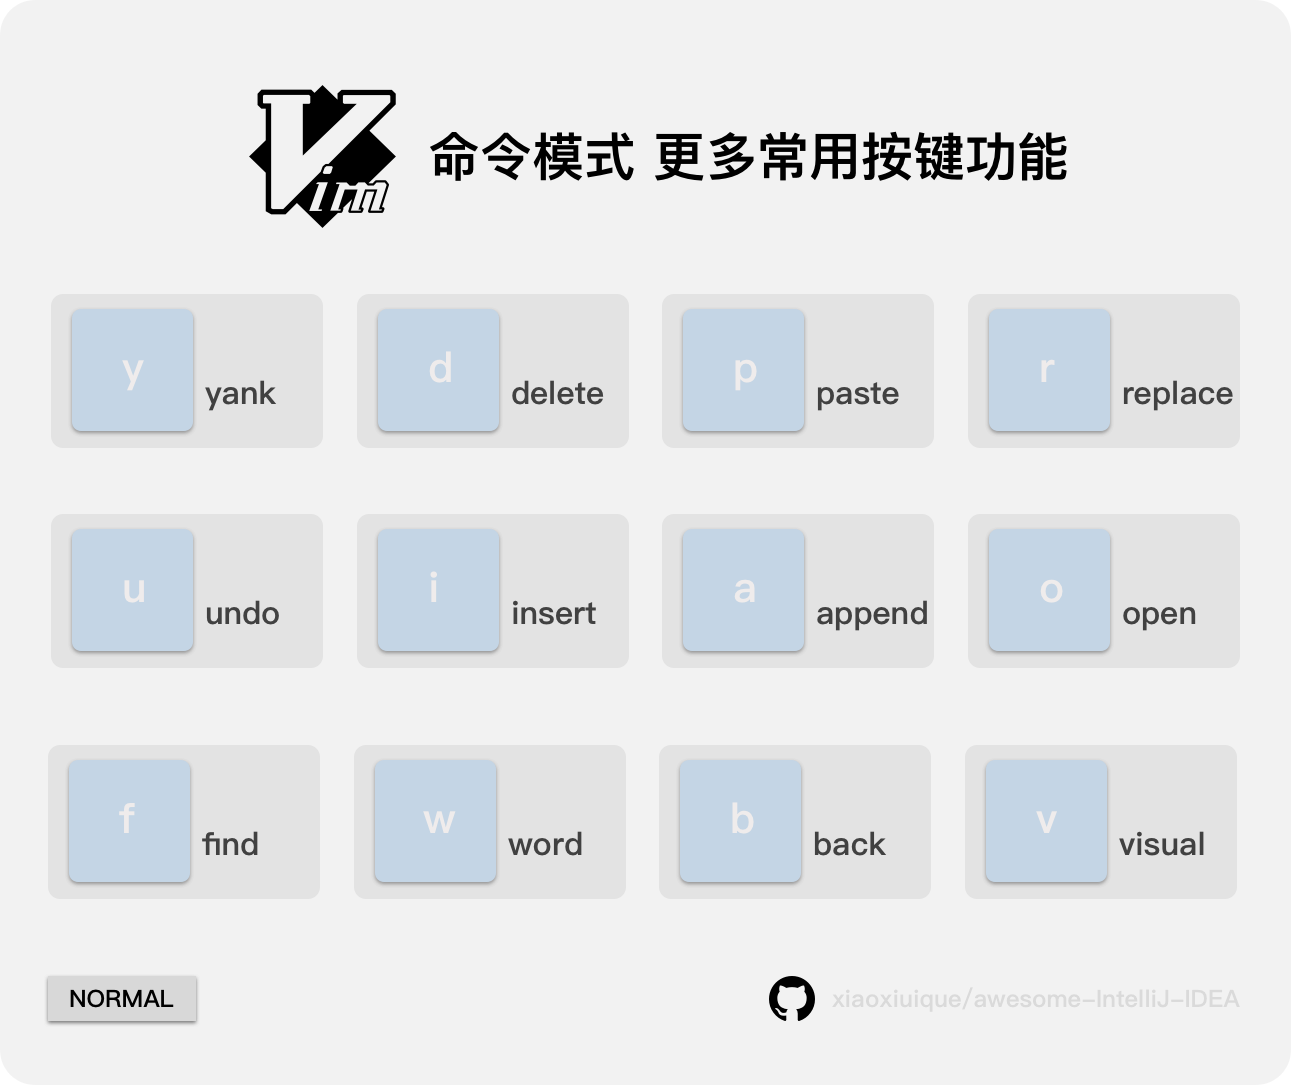 Vim
命令模式 更多常用按键功能
y yank
d delete
p paste
r replace
u undo
i insert
a append
o open
f find
w word
b back
v visual
NORMAL
xiaoxiuique/awesome-IntelliJ-IDEA